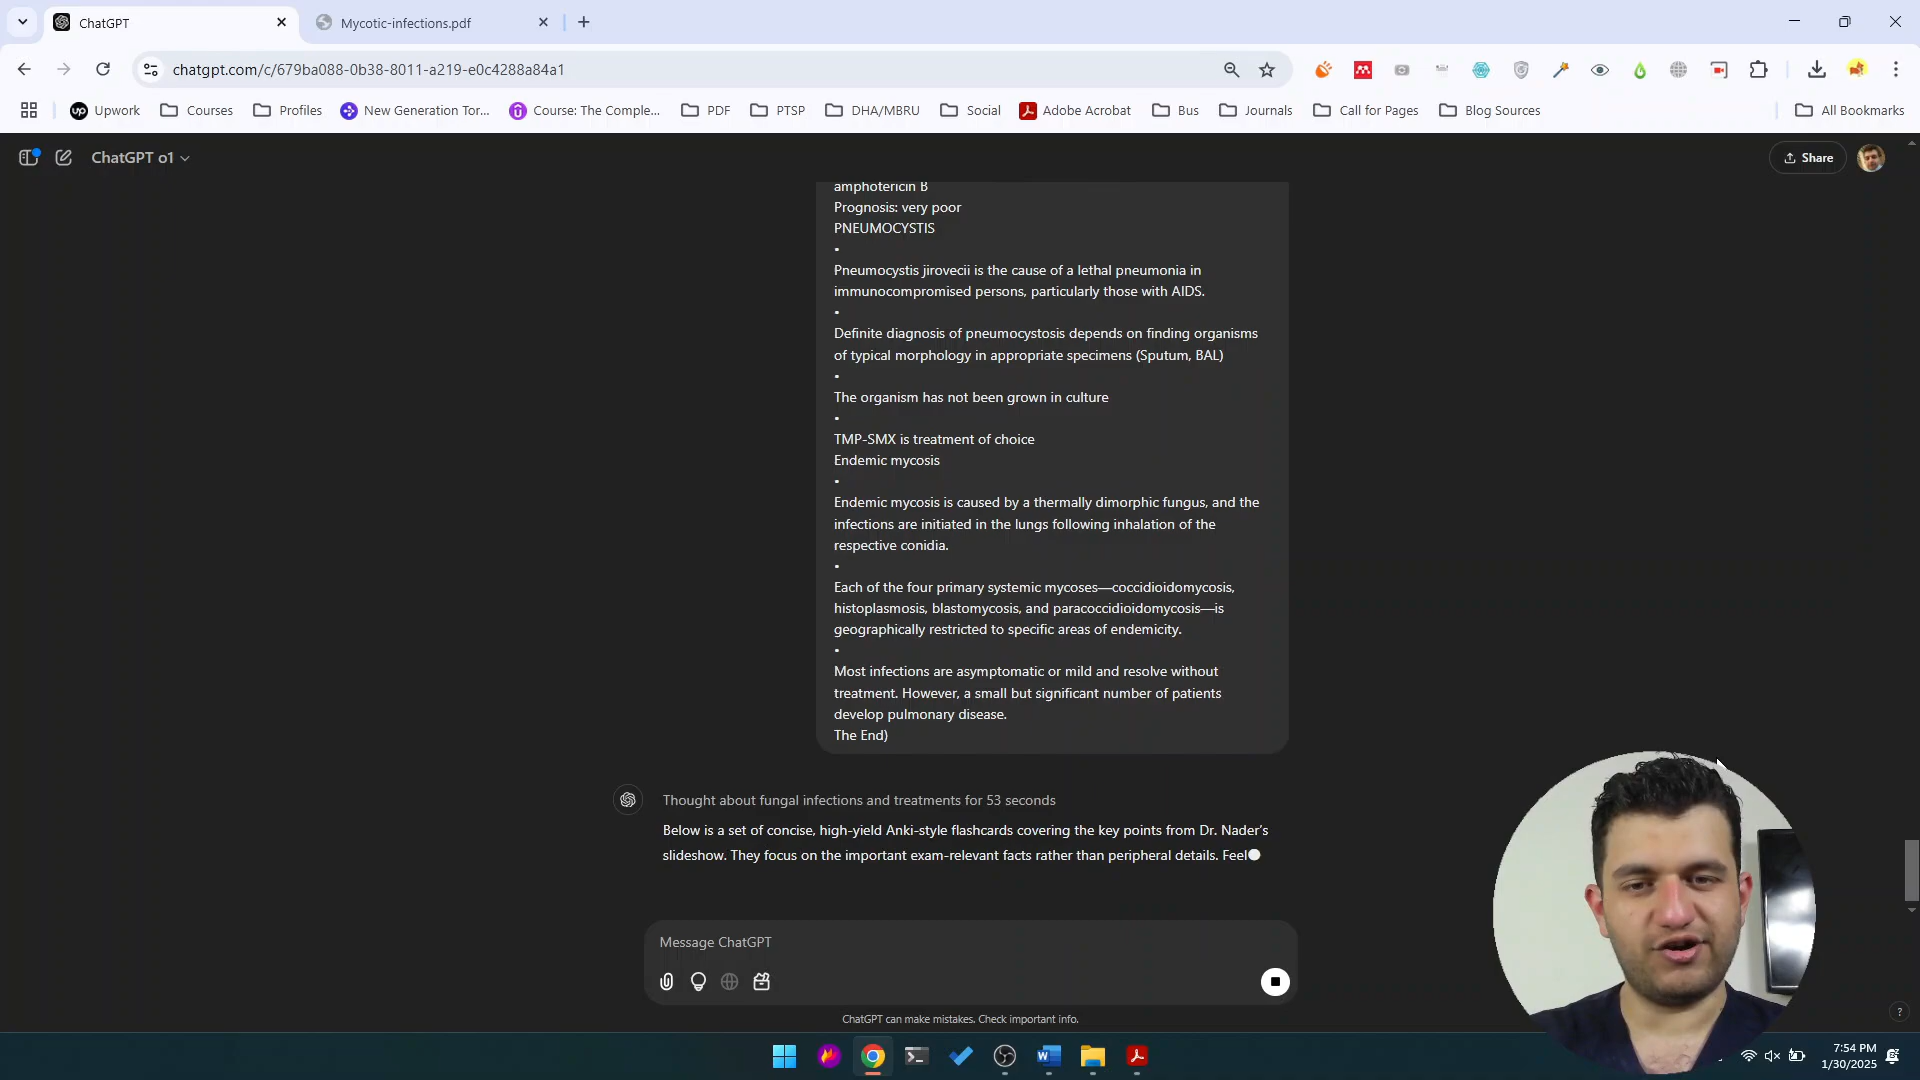 ChatGPT
Mycotic-infections.pdf
chatgpt.com/c/679ba088-0b38-8011-a219-e0c4288a84a1
Upwork
Courses
Profiles
New Generation Tor...
Course: The Comple...
PDF
PTSP
DHA/MBRU
Social
Adobe Acrobat
Bus
Journals
Call for Pages
Blog Sources
All Bookmarks
ChatGPT o1
Share
amphotericin B
Prognosis: very poor
PNEUMOCYSTIS
•
Pneumocystis jirovecii is the cause of a lethal pneumonia in
immunocompromised persons, particularly those with AIDS.
•
Definite diagnosis of pneumocystosis depends on finding organisms
of typical morphology in appropriate specimens (Sputum, BAL)
•
The organism has not been grown in culture
•
TMP-SMX is treatment of choice
Endemic mycosis
•
Endemic mycosis is caused by a thermally dimorphic fungus, and the
infections are initiated in the lungs following inhalation of the
respective conidia.
•
Each of the four primary systemic mycoses—coccidioidomycosis,
histoplasmosis, blastomycosis, and paracoccidioidomycosis—is
geographically restricted to specific areas of endemicity.
•
Most infections are asymptomatic or mild and resolve without
treatment. However, a small but significant number of patients
develop pulmonary disease.
The End)
Thought about fungal infections and treatments for 53 seconds
Below is a set of concise, high-yield Anki-style flashcards covering the key points from Dr. Nader's
slideshow. They focus on the important exam-relevant facts rather than peripheral details. Feel
Message ChatGPT
ChatGPT can make mistakes. Check important info.
?
7:54 PM
1/30/2025